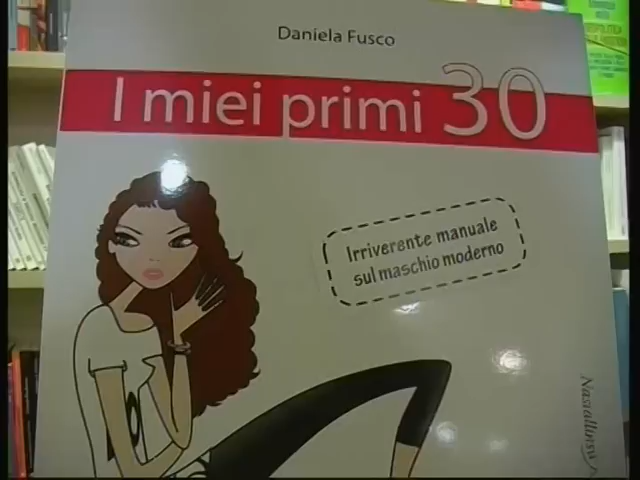 Daniela Fusco
I miei primi 30
Irriverente manuale
sul maschio moderno